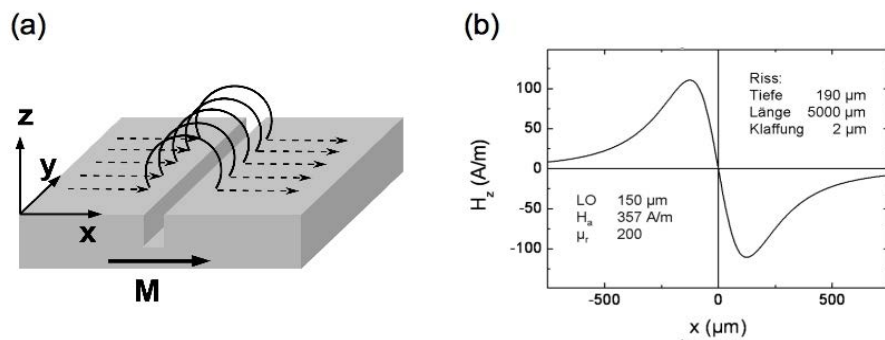 (a)
z
y
x
M
(b)
H_z (A/m)
100
50
0
-50
-100
Riss:
Tiefe 190 µm
Länge 5000 µm
Klaffung 2 µm
LO 150 µm
H_a 357 A/m
µ_r 200
-500 0 500
x (µm)